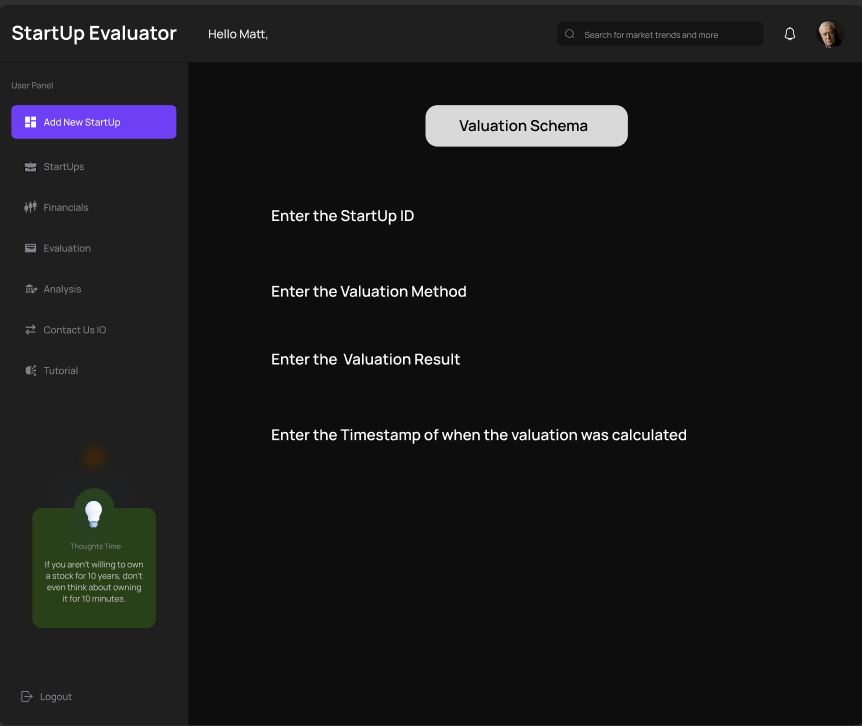 StartUp Evaluator
Hello Matt,
Search for market trends and more
User Panel
Add New StartUp
StartUps
Financials
Evaluation
Analysis
Contact Us IO
Tutorial
Thoughts Time
If you aren't willing to own
a stock for 10 years, don't
even think about owning
it for 10 minutes.
Logout
Valuation Schema
Enter the StartUp ID
Enter the Valuation Method
Enter the  Valuation Result
Enter the Timestamp of when the valuation was calculated